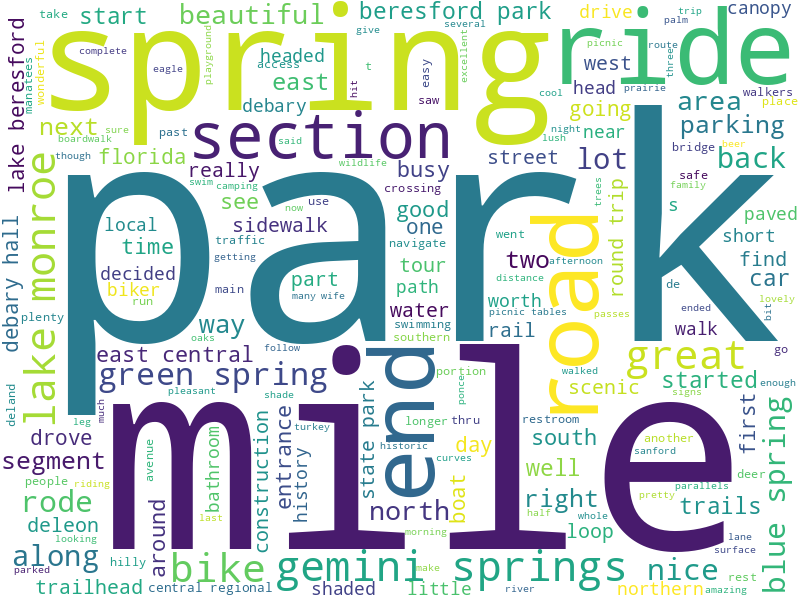 take
start
beautiful
beresford park
drive
trip
canopy
several
palm
complete
give
spring
ride
wonderful
manatees
lake beresford
playground
eagle
headed
access
t
easy
excellent
picnic
route
three
west
east
hit
saw
cool
prairie
head
walkers
debary
area
place
next
sure
past
section
going
parking
boardwalk
said
night
beer
lush
though
florida
really
wildlife
busy
street
near
lot
bridge
back
swim
camping
crossing
trees
family
safe
park
see
use
now
good
s
paved
local
sidewalk
one
went
road
round trip
short
time
traffic
navigate
getting
two
afternoon
find
decided
main
part
tour
distance
de
car
biker
many wife
path
worth
picnic tables
ended
lovely
run
debary hall
lake monroe
plenty
way
water
swimming
rail
passes
bit
oaks
follow
southern
walk
go
east central
end
portion
walked
great
enough
pleasant
shade
green spring
scenic
started
signs
deland
leg
much
mile
state park
ponce
longer
thru
restroom
another
first
drove
turkey
historic
day
south
sanford
segment
avenue
bathroom
construction
entrance
history
curves
well
parallels
deer
people
riding
boat
right
trails
blue spring
rode
last
north
half
whole
pretty
deleon
around
morning
loop
lane
surface
looking
along
bike
gemini springs
nice
parked
hilly
make
rest
trailhead
central regional
shaded
little
river
northern
amazing